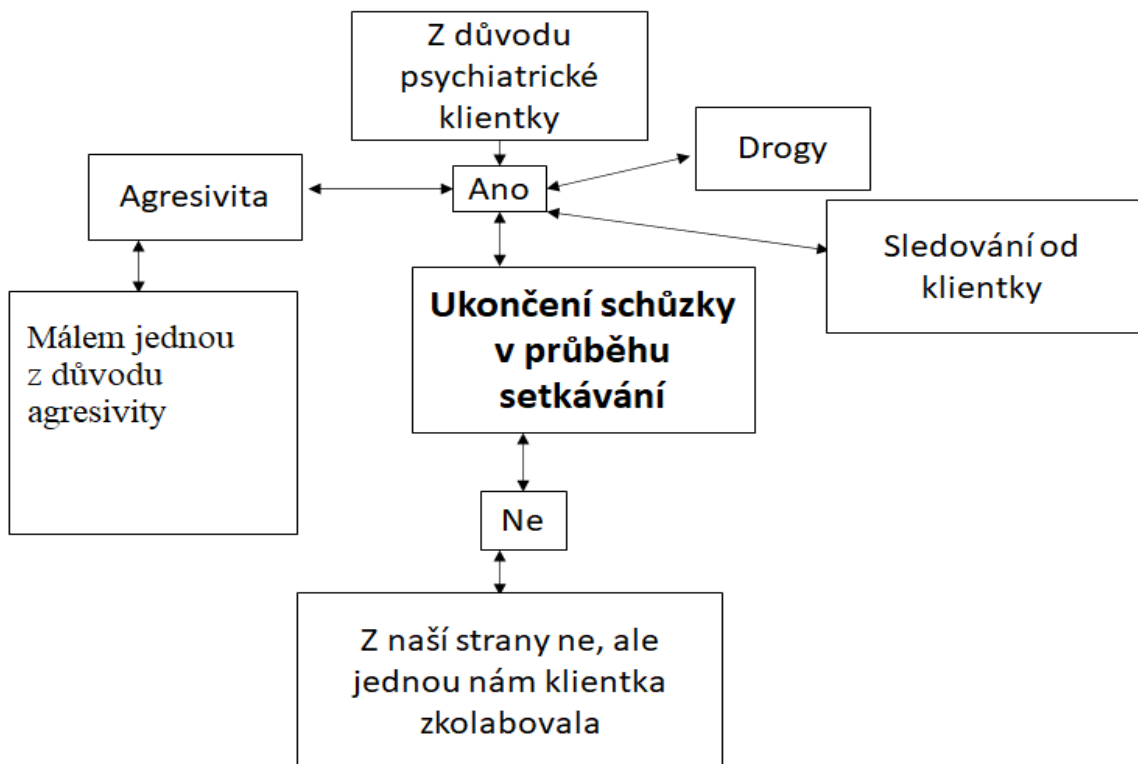 Z důvodu
psychiatrické
klientky
Drogy
Agresivita
Ano
Sledování od
klientky
Ukončení schůzky
v průběhu
setkávání
Málem jednou
z důvodu
agresivity
Ne
Z naší strany ne, ale
jednou nám klientka
zkolabovala